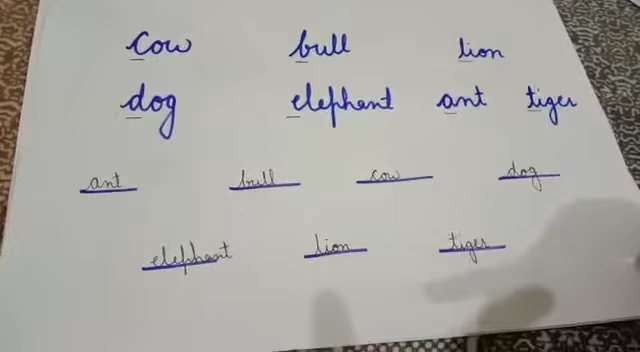 cow bull lion
dog elephant ant tiger
ant bull cow dog
elephant lion tiger